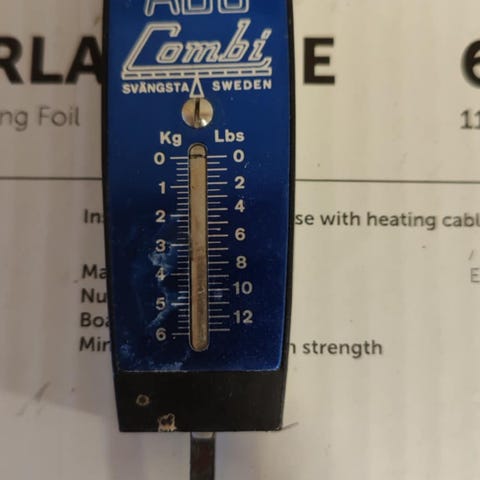 ABU
Combi
SVÄNGSTA SWEDEN
Kg Lbs
0 0
1 2
2 4
3 6
4 8
5 10
6 12
ng Foil
11
se with heating cabl
strength